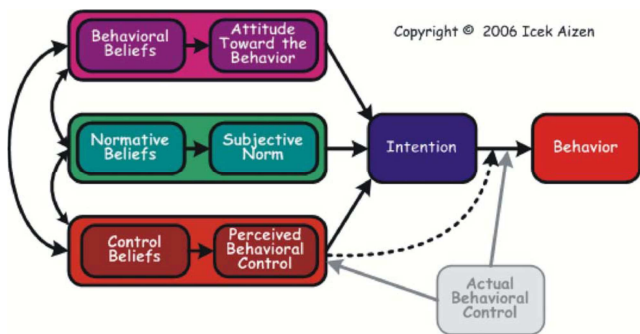 Copyright © 2006 Icek Aizen
Behavioral
Beliefs
Attitude
Toward the
Behavior
Normative
Beliefs
Subjective
Norm
Intention
Behavior
Control
Beliefs
Perceived
Behavioral
Control
Actual
Behavioral
Control